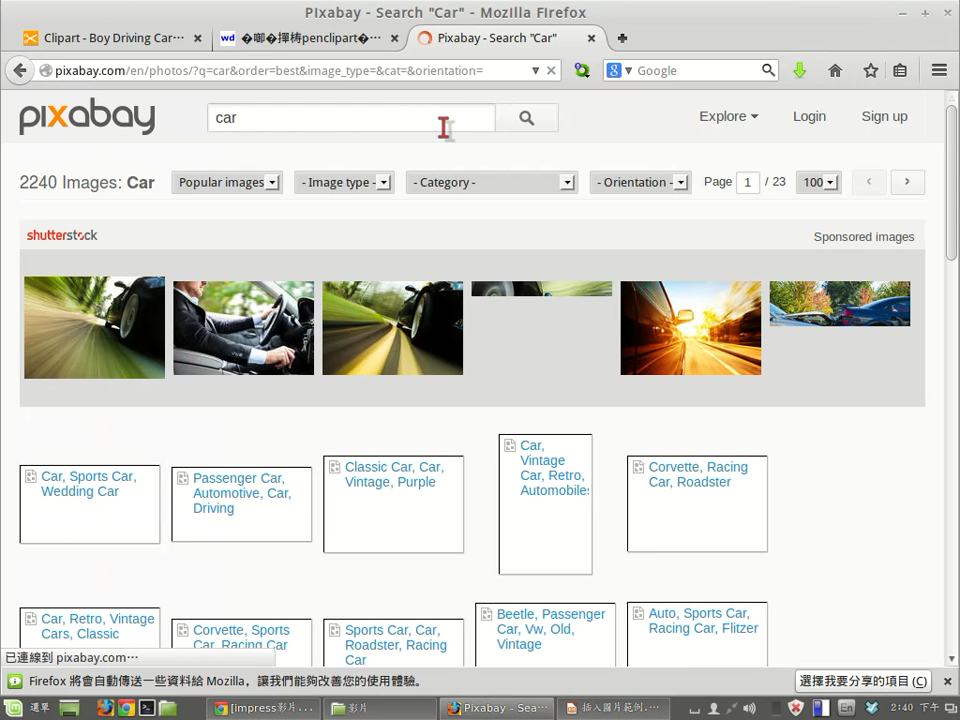 Pixabay - Search "Car" - Mozilla Firefox
Clipart - Boy Driving Car···
penclipart�···
Pixabay - Search "Car"
pixabay.com/en/photos/?q=car&order=best&image_type=&cat=&orientation=
Google
pixabay
car
Explore
Login
Sign up
2240 Images: Car
Popular images
- Image type -
- Category -
- Orientation -
Page 1 / 23
100
shutterstock
Sponsored images
Car, Sports Car,
Wedding Car
Passenger Car,
Automotive, Car,
Driving
Classic Car, Car,
Vintage, Purple
Car,
Vintage
Car, Retro,
Automobiles
Corvette, Racing
Car, Roadster
Car, Retro, Vintage
Cars, Classic
Corvette, Sports
Car, Racing Car
Sports Car, Car,
Roadster, Racing
Car
Beetle, Passenger
Car, Vw, Old,
Vintage
Auto, Sports Car,
Racing Car, Flitzer
已連線到 pixabay.com···
Firefox 將會自動傳送一些資料給 Mozilla，讓我們能夠改善您的使用體驗。
選擇我要分享的項目(C)
選單
[impress影片...
影片
Pixabay - Sea...
插入圖片範例...
En
2:40 下午